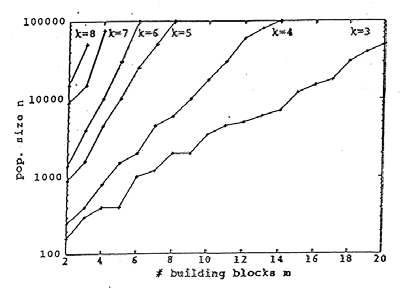 100000
k=8 k=7 k=6 k=5 k=4 k=3
10000
pop. size n
1000
100
2 4 6 8 10 12 14 16 18 20
# building blocks m